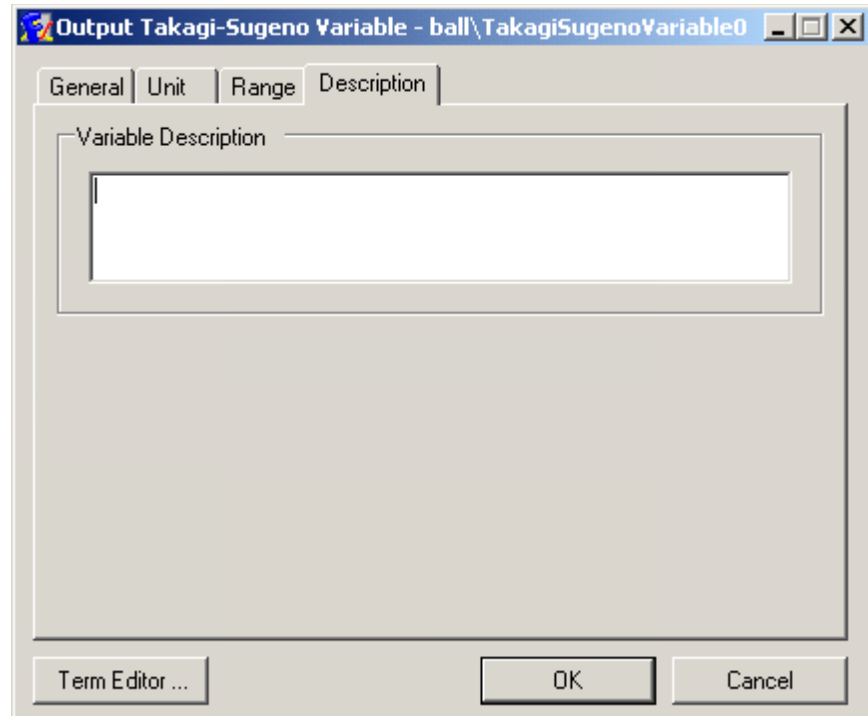 Output Takagi-Sugeno Variable - ball\TakagiSugenoVariable0
General Unit Range Description
Variable Description
Term Editor ... OK Cancel